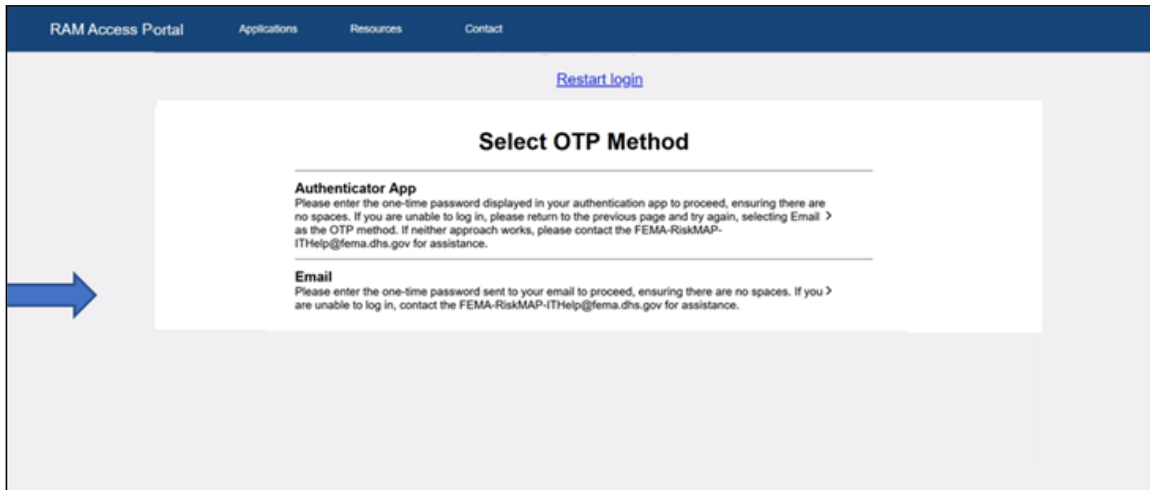 RAM Access Portal Applications Resources Contact
Restart login
Select OTP Method
Authenticator App
Please enter the one-time password displayed in your authentication app to proceed, ensuring there are
no spaces. If you are unable to log in, please return to the previous page and try again, selecting Email
as the OTP method. If neither approach works, please contact the FEMA-RiskMAP-
ITHelp@fema.dhs.gov for assistance.
Email
Please enter the one-time password sent to your email to proceed, ensuring there are no spaces. If you
are unable to log in, contact the FEMA-RiskMAP-ITHelp@fema.dhs.gov for assistance.